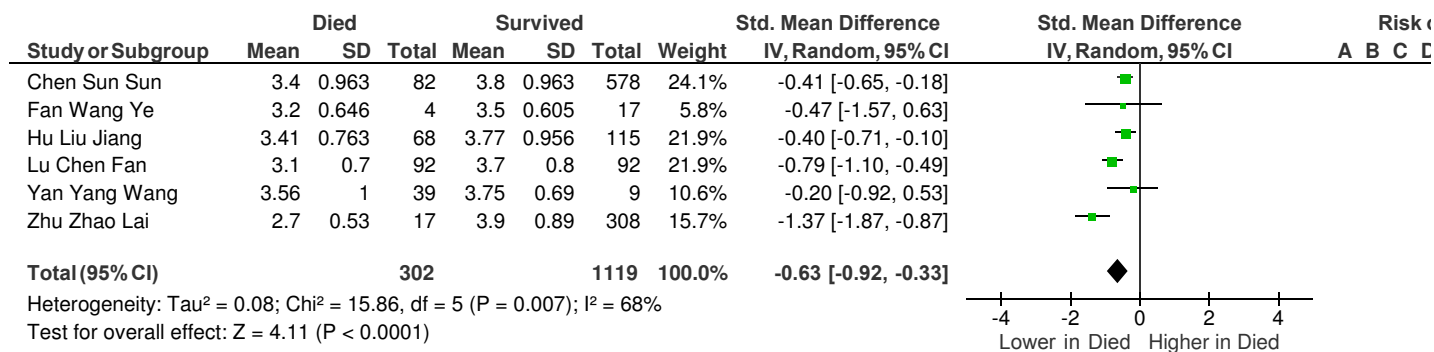 Died Survived Std. Mean Difference Std. Mean Difference Risk
Study or Subgroup Mean SD Total Mean SD Total Weight IV, Random, 95% CI IV, Random, 95% CI A B C D
Chen Sun Sun 3.4 0.963 82 3.8 0.963 578 24.1% -0.41 [-0.65, -0.18]
Fan Wang Ye 3.2 0.646 4 3.5 0.605 17 5.8% -0.47 [-1.57, 0.63]
Hu Liu Jiang 3.41 0.763 68 3.77 0.956 115 21.9% -0.40 [-0.71, -0.10]
Lu Chen Fan 3.1 0.7 92 3.7 0.8 92 21.9% -0.79 [-1.10, -0.49]
Yan Yang Wang 3.56 1 39 3.75 0.69 9 10.6% -0.20 [-0.92, 0.53]
Zhu Zhao Lai 2.7 0.53 17 3.9 0.89 308 15.7% -1.37 [-1.87, -0.87]
Total (95% CI) 302 1119 100.0% -0.63 [-0.92, -0.33]
Heterogeneity: Tau² = 0.08; Chi² = 15.86, df = 5 (P = 0.007); I² = 68%
Test for overall effect: Z = 4.11 (P < 0.0001)
-4 -2 0 2 4
Lower in Died Higher in Died